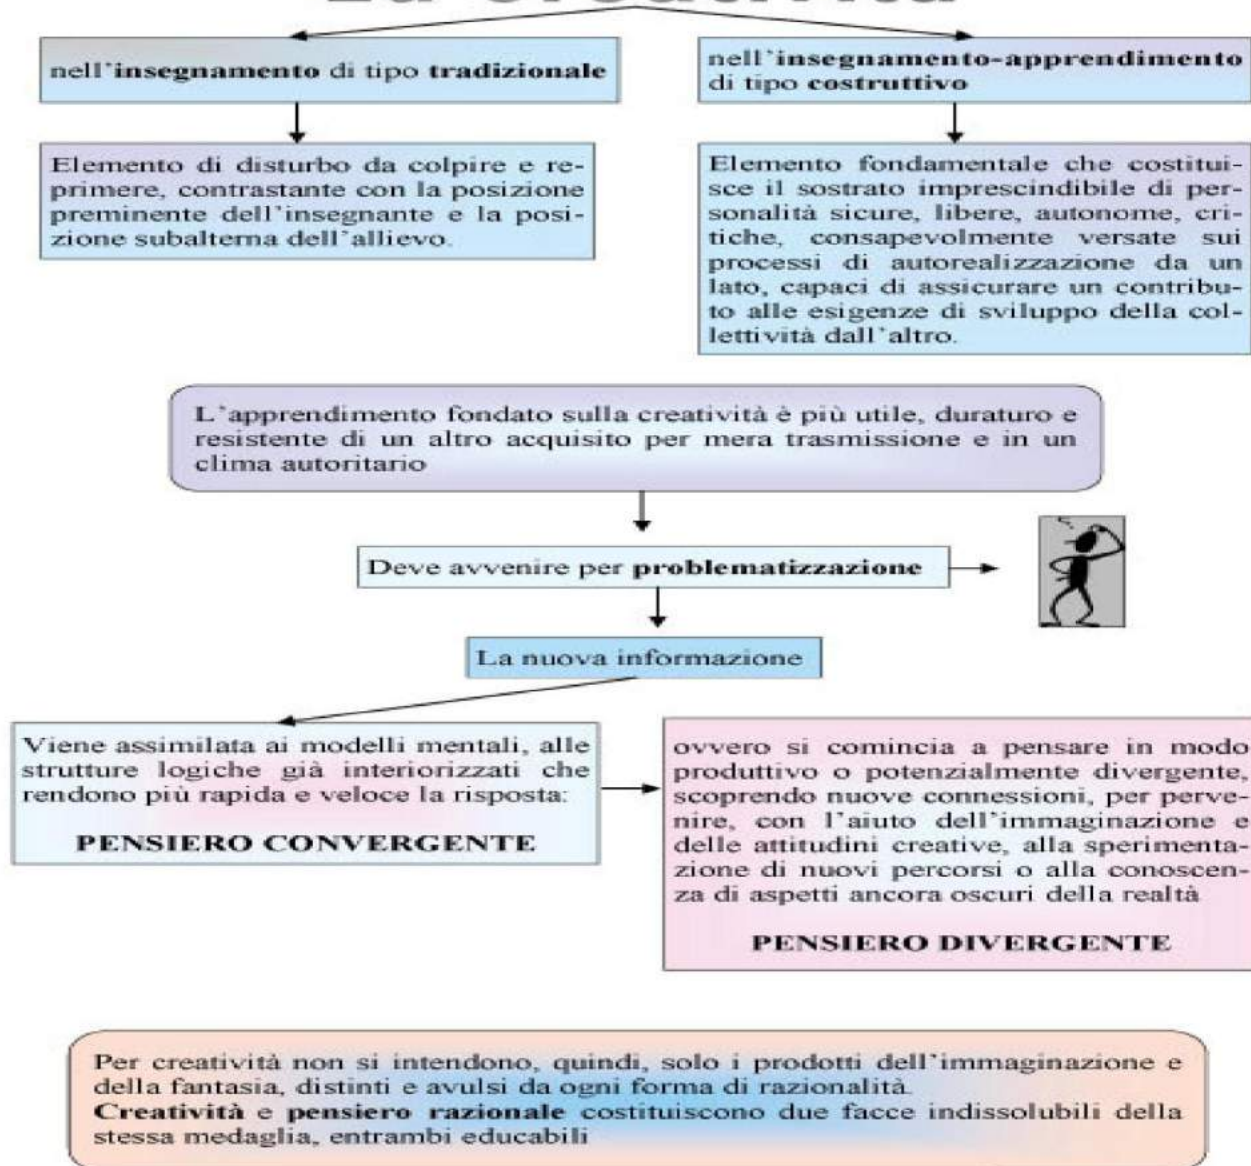 La Creatività
nell'insegnamento di tipo tradizionale
nell'insegnamento-apprendimento
di tipo costruttivo
Elemento di disturbo da colpire e re-
primere, contrastante con la posizione
preminente dell'insegnante e la posi-
zione subalterna dell'allievo.
Elemento fondamentale che costitui-
sce il sostrato imprescindibile di per-
sonalità sicure, libere, autonome, cri-
tiche, consapevolmente versate sui
processi di autorealizzazione da un
lato, capaci di assicurare un contribu-
to alle esigenze di sviluppo della col-
lettività dall'altro.
L'apprendimento fondato sulla creatività è più utile, duraturo e
resistente di un altro acquisito per mera trasmissione e in un
clima autoritario
Deve avvenire per problematizzazione
La nuova informazione
Viene assimilata ai modelli mentali, alle
strutture logiche già interiorizzati che
rendono più rapida e veloce la risposta:
PENSIERO CONVERGENTE
ovvero si comincia a pensare in modo
produttivo o potenzialmente divergente,
scoprendo nuove connessioni, per perve-
nire, con l'aiuto dell'immaginazione e
delle attitudini creative, alla sperimenta-
zione di nuovi percorsi o alla conoscen-
za di aspetti ancora oscuri della realtà
PENSIERO DIVERGENTE
Per creatività non si intendono, quindi, solo i prodotti dell'immaginazione e
della fantasia, distinti e avulsi da ogni forma di razionalità.
Creatività e pensiero razionale costituiscono due facce indissolubili della
stessa medaglia, entrambi educabili